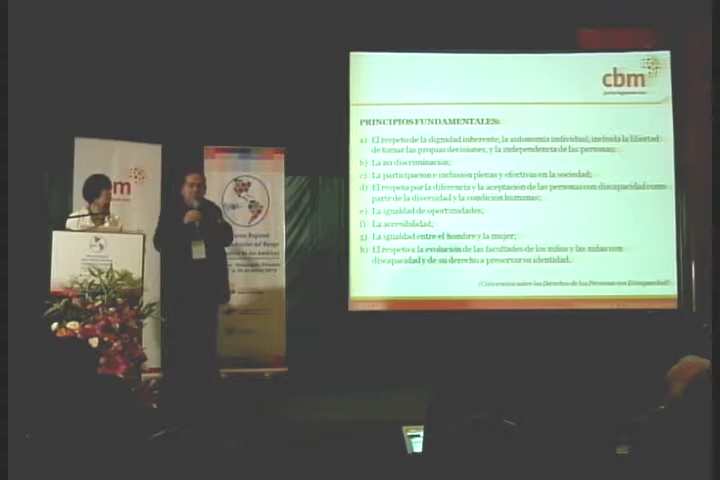 cbm
PRINCIPIOS FUNDAMENTALES:
a) El respeto de la dignidad inherente, la autonomía individual, incluida la libertad
de tomar las propias decisiones, y la independencia de las personas;
b) La no discriminación;
c) La participación e inclusión plenas y efectivas en la sociedad;
d) El respeto por la diferencia y la aceptación de las personas con discapacidad como
parte de la diversidad y la condición humanas;
e) La igualdad de oportunidades;
f) La accesibilidad;
g) La igualdad entre el hombre y la mujer;
h) El respeto a la evolución de las facultades de los niños y las niñas con
discapacidad y de su derecho a preservar su identidad.
(Convención sobre los Derechos de las Personas con Discapacidad)
bm
Regional
del Riesgo